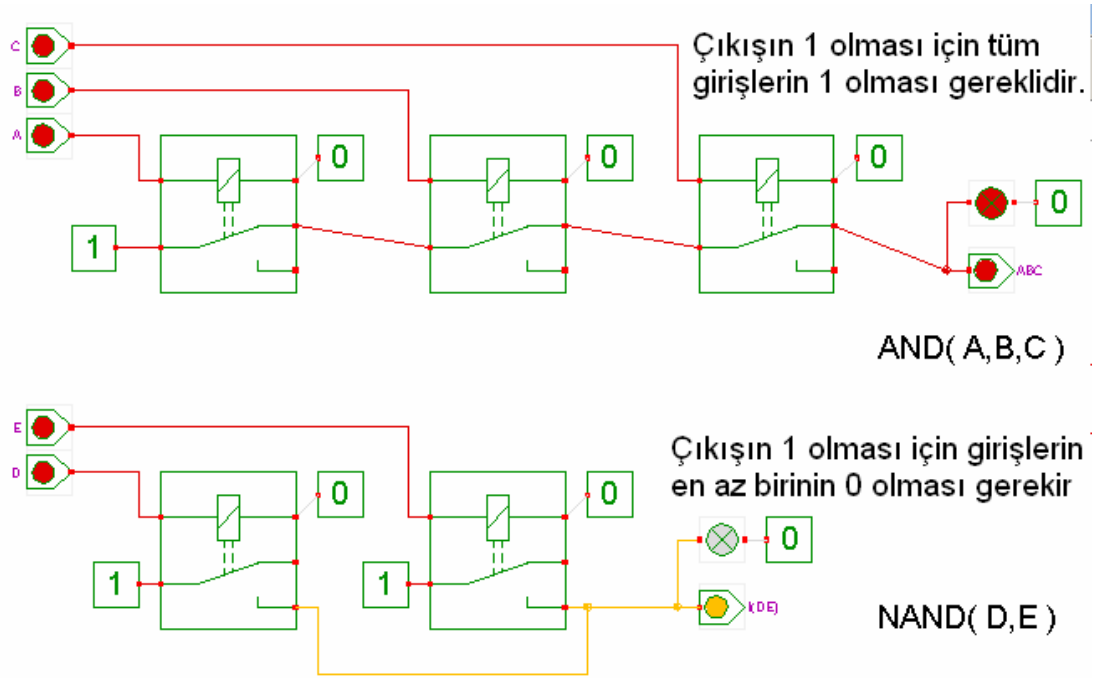 C
Çıkışın 1 olması için tüm
girişlerin 1 olması gereklidir.
B
A
0
0
0
0
1
ABC
AND( A,B,C )
E
D
Çıkışın 1 olması için girişlerin
en az birinin 0 olması gerekir
0
0
0
1
1
I(DE)
NAND( D,E )